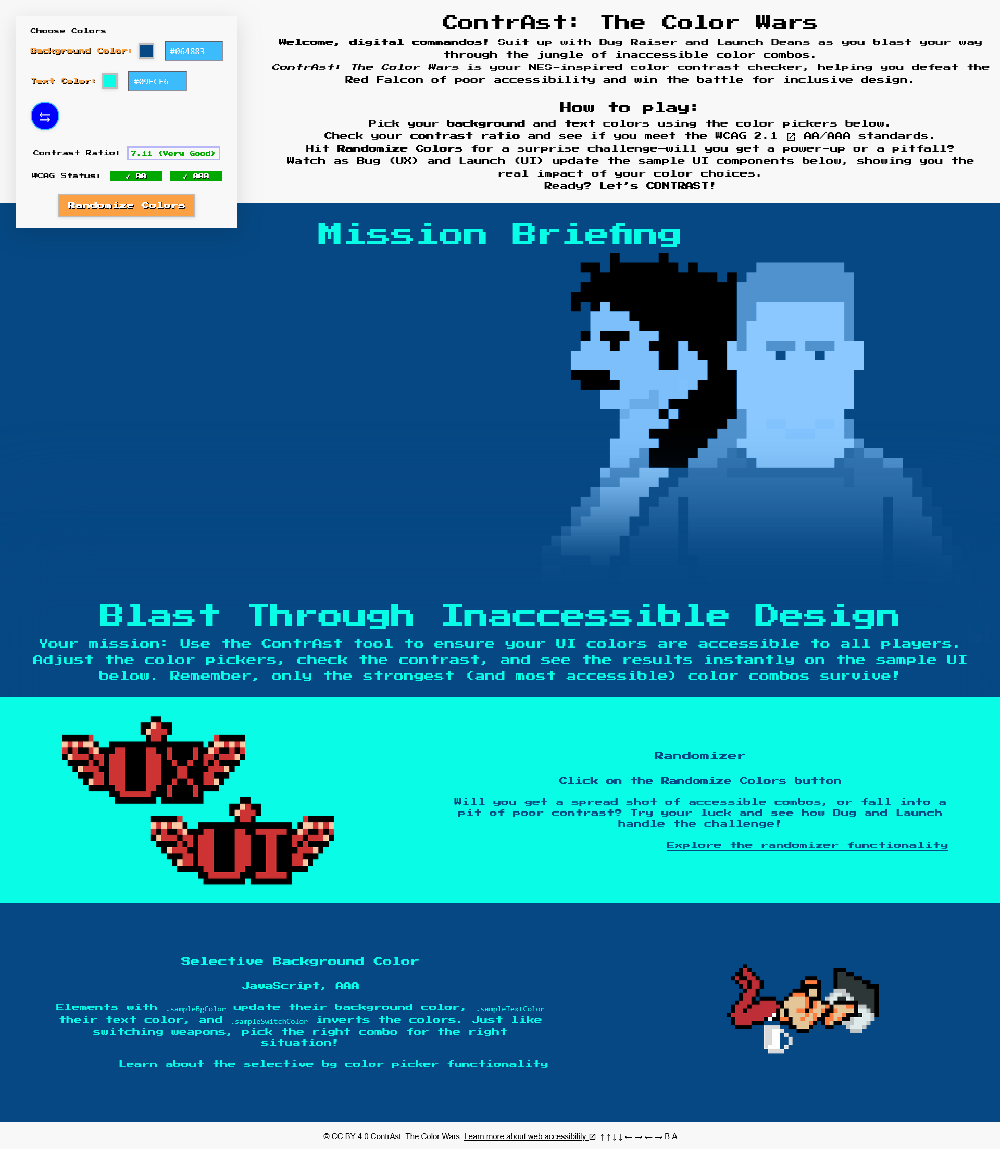 Choose Colors
Background Color: #064883
Text Color:
Contrast Ratio: 7.11 (Very Good)
WCAG Status: ✓ AA ✓ AAA
Randomize Colors
ContrAst: The Color Wars
Welcome, digital commandos! Suit up with Dug Raiser and Launch Deans as you blast your way
through the jungle of inaccessible color combos.
ContrAst: The Color Wars is your NES-inspired color contrast checker, helping you defeat the
Red Falcon of poor accessibility and win the battle for inclusive design.
How to play:
Pick your background and text colors using the color pickers below.
Check your contrast ratio and see if you meet the WCAG 2.1 AA/AAA standards.
Hit Randomize Colors for a surprise challenge—will you get a power-up or a pitfall?
Watch as Bug (UX) and Launch (UI) update the sample UI components below, showing you the
real impact of your color choices.
Ready? Let's CONTRAST!
Mission Briefing
Blast Through Inaccessible Design
Your mission: Use the ContrAst tool to ensure your UI colors are accessible to all players.
Adjust the color pickers, check the contrast, and see the results instantly on the sample UI
below. Remember, only the strongest (and most accessible) color combos survive!
UX
UI
Randomizer
Click on the Randomize Colors button
Will you get a spread shot of accessible combos, or fall into a
pit of poor contrast? Try your luck and see how Dug and Launch
handle the challenge!
Explore the randomizer functionality
Selective Background Color
JavaScript, AAA
Elements with .sampleBgColor update their background color, .sampleTextColor
their text color, and .sampleSwitchColor inverts the colors. Just like
switching weapons, pick the right combo for the right
situation!
Learn about the selective bg color picker functionality
© CC BY 4.0 ContrAst: The Color Wars. Learn more about web accessibility ↑ ↑ ↓ ↓ ← → ← → B A